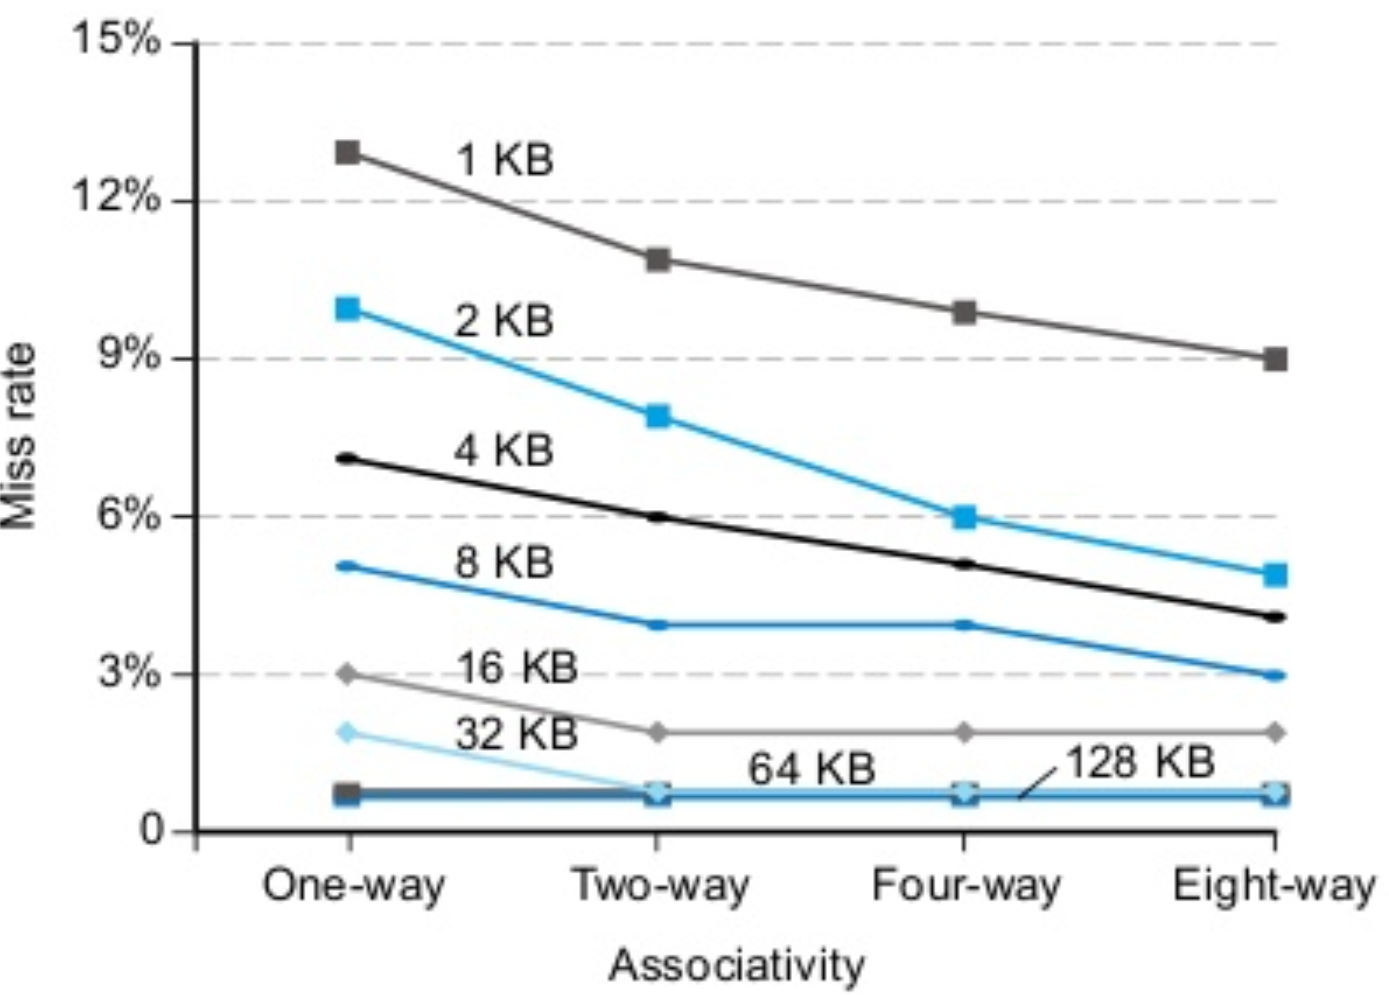 15%
1 KB
12%
2 KB
9%
Miss rate
4 KB
6%
8 KB
3%
16 KB
32 KB
64 KB
128 KB
0
One-way
Two-way
Four-way
Eight-way
Associativity